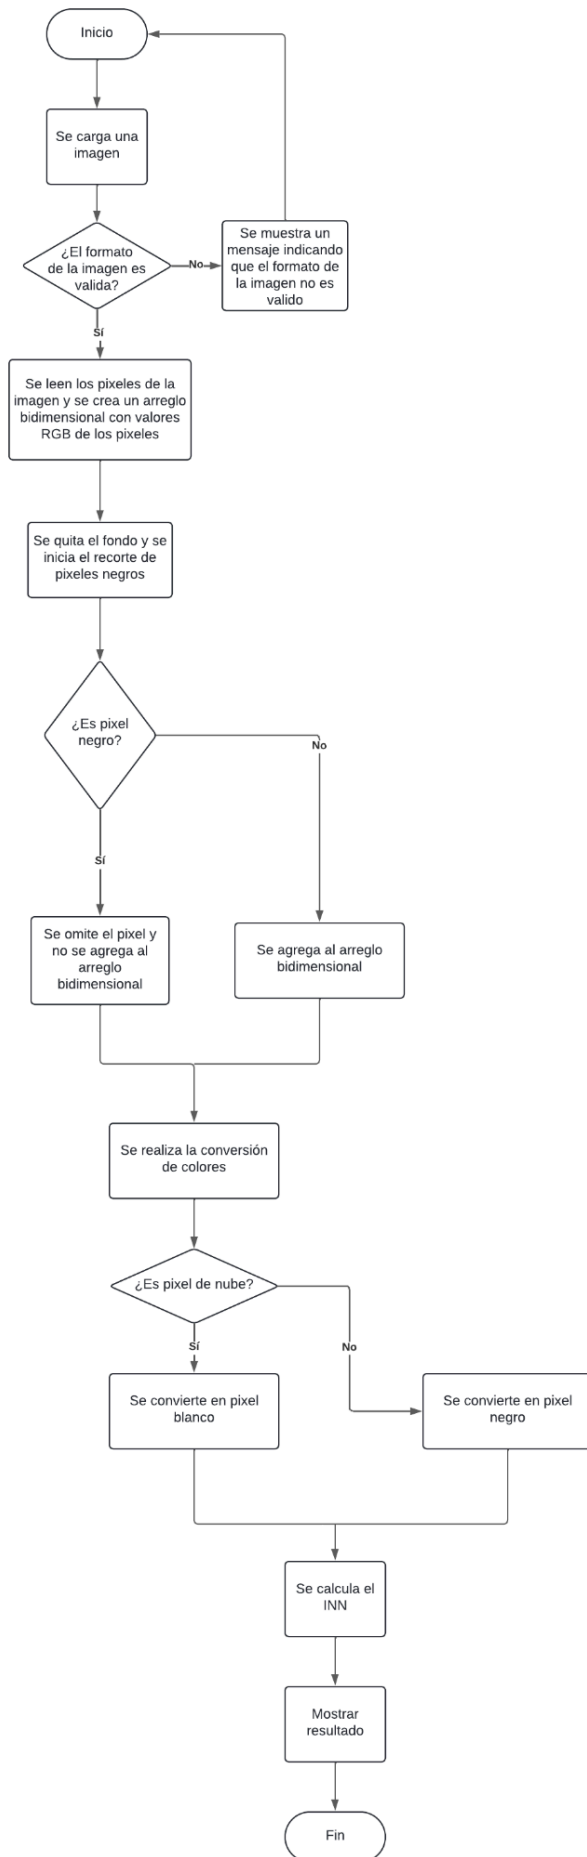 Inicio
Se carga una
imagen
¿El formato
de la imagen es
valida?
No
Se muestra un
mensaje indicando
que el formato de
la imagen no es
valido
Sí
Se leen los pixeles de la
imagen y se crea un arreglo
bidimensional con valores
RGB de los pixeles
Se quita el fondo y se
inicia el recorte de
pixeles negros
¿Es pixel
negro?
No
Sí
Se omite el pixel y
no se agrega al
arreglo
bidimensional
Se agrega al arreglo
bidimensional
Se realiza la conversión
de colores
¿Es pixel de nube?
Sí
No
Se convierte en pixel
blanco
Se convierte en pixel
negro
Se calcula el
INN
Mostrar
resultado
Fin